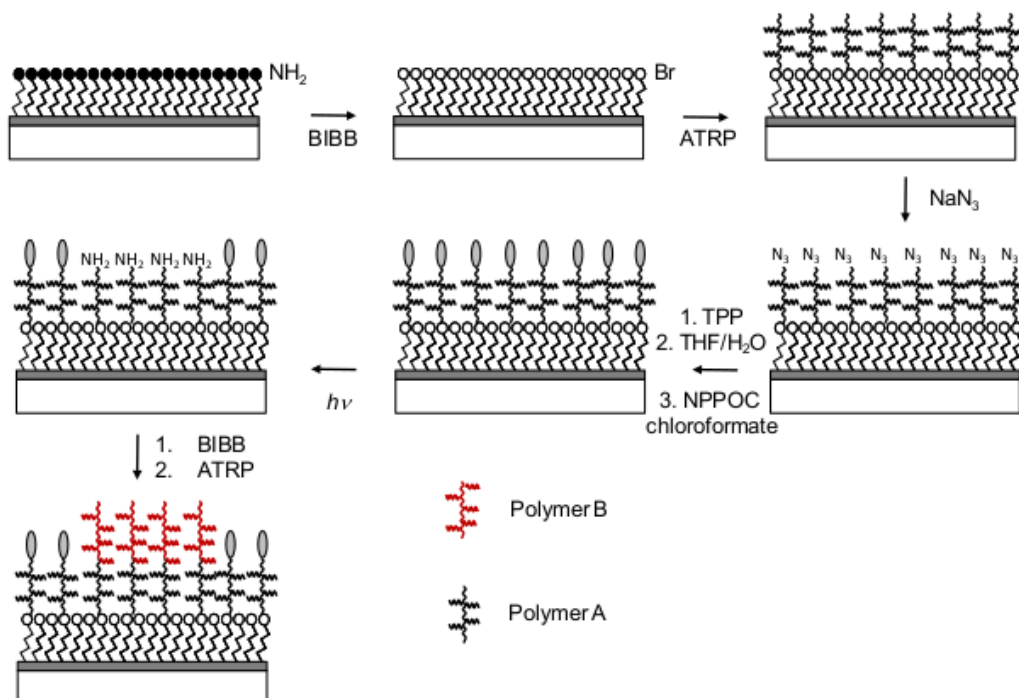 NH₂
BIBB
Br
ATRP
NaN₃
N₃ N₃ N₃ N₃ N₃ N₃ N₃ N₃
1. TPP
2. THF/H₂O
3. NPPOC
chloroformate
NH₂ NH₂ NH₂ NH₂
hν
1. BIBB
2. ATRP
Polymer B
Polymer A